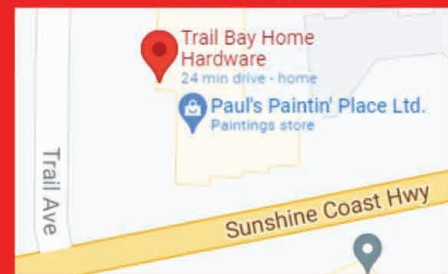 Trail Bay Home
Hardware
24 min drive - home
Paul's Paintin' Place Ltd.
Paintings store
Trail Ave
Sunshine Coast Hwy